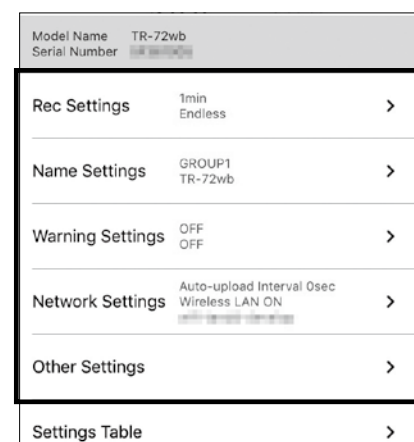 Model Name TR-72wb
Serial Number
Rec Settings
1min
Endless
Name Settings
GROUP1
TR-72wb
Warning Settings
OFF
OFF
Network Settings
Auto-upload Interval 0sec
Wireless LAN ON
Other Settings
Settings Table